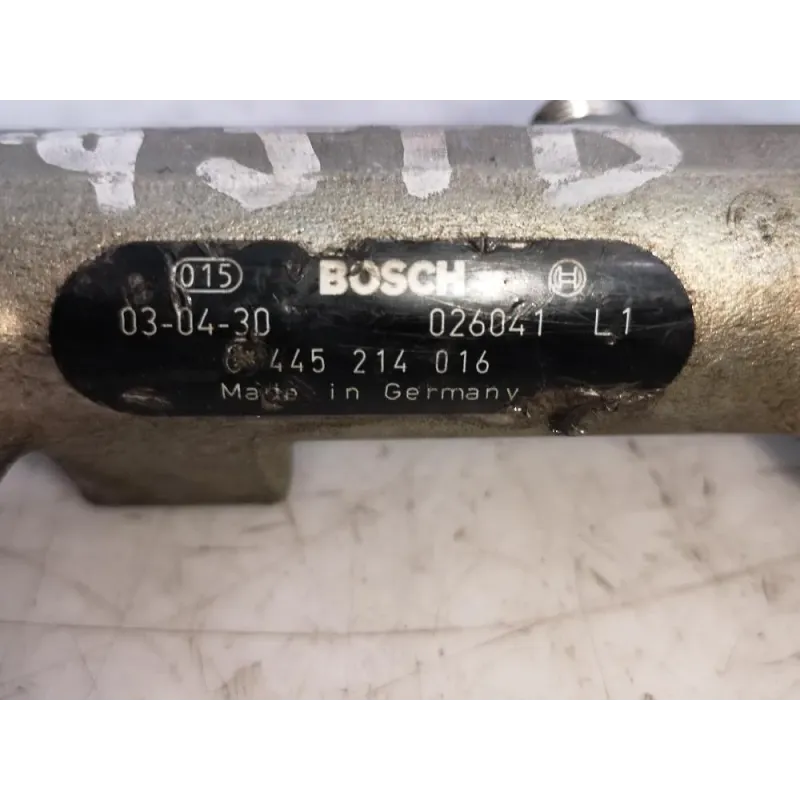 015 BOSCH
03-04-30 026041 L1
445 214 016
Made in Germany